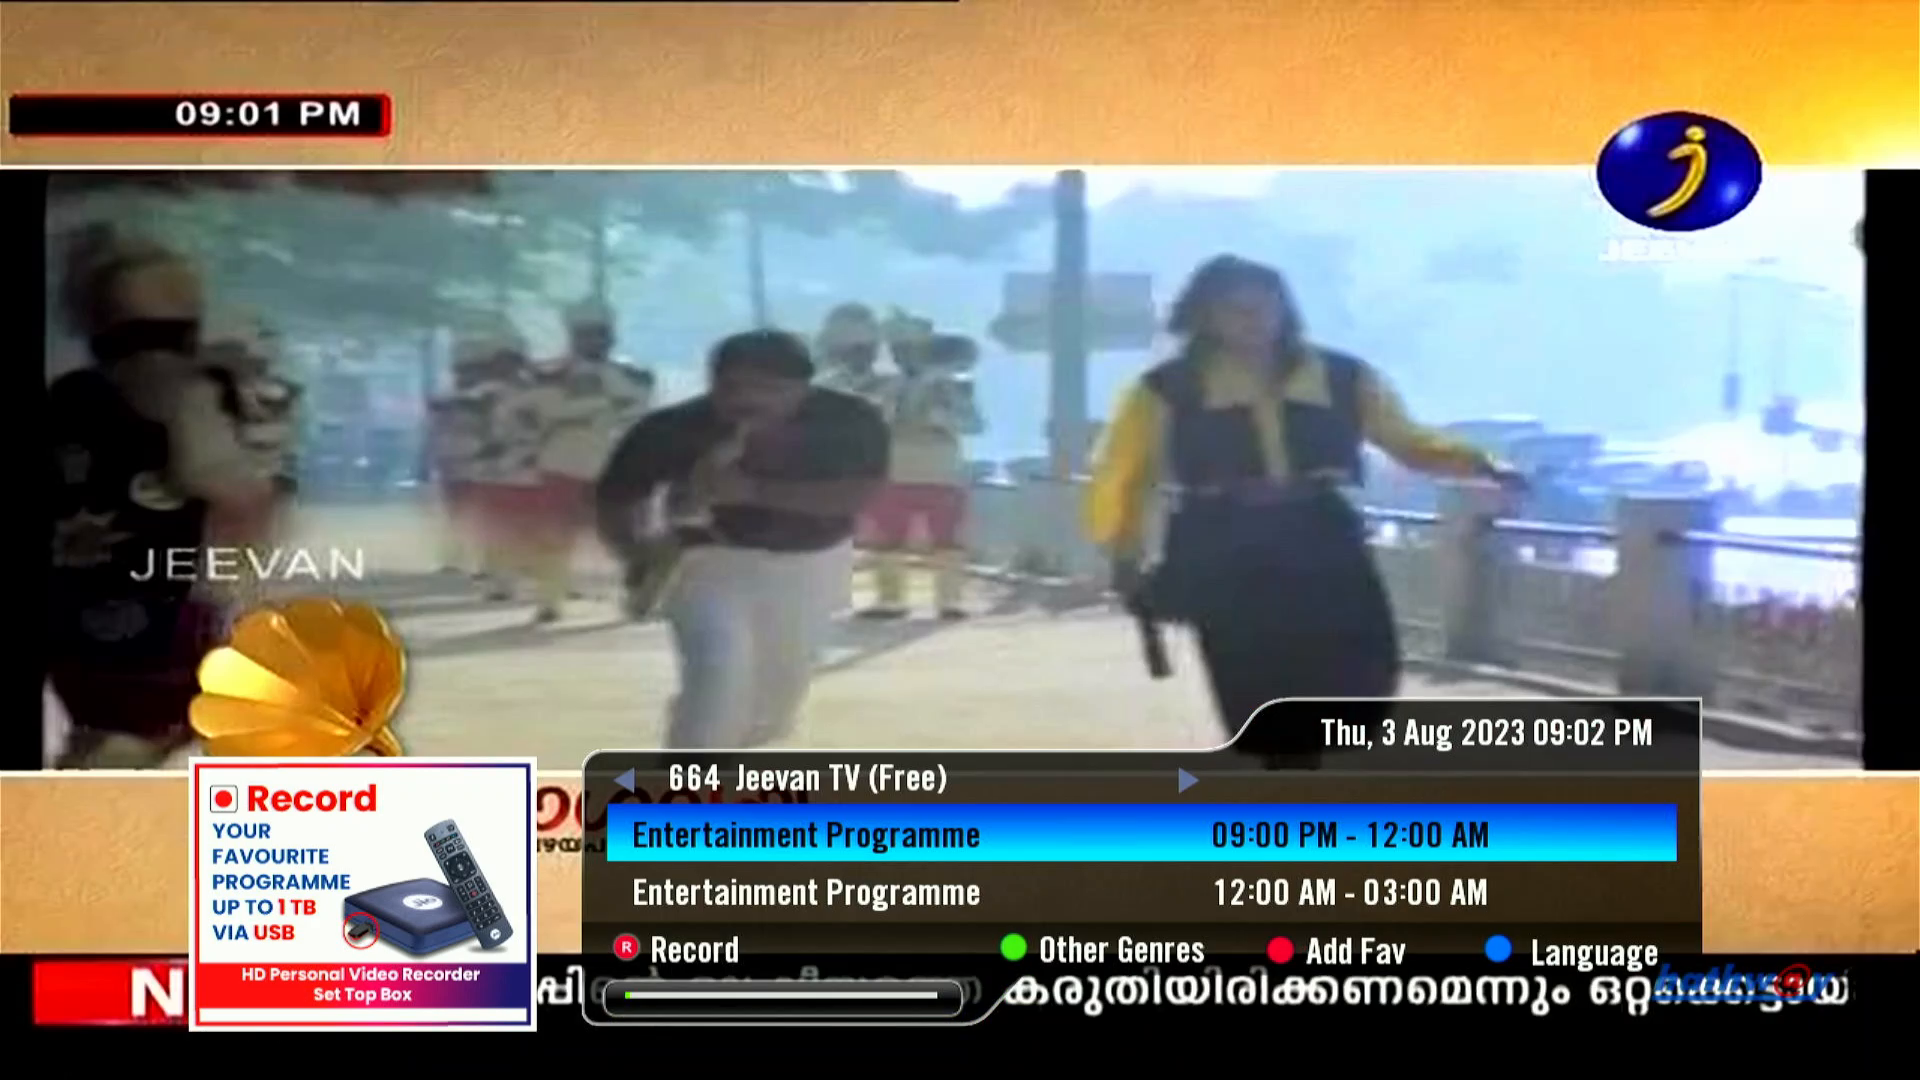 09:01 PM
JEEVAN
Thu, 3 Aug 2023 09:02 PM
664 Jeevan TV (Free)
Entertainment Programme 09:00 PM - 12:00 AM
Entertainment Programme 12:00 AM - 03:00 AM
R Record Other Genres Add Fav Language
Record
YOUR
FAVOURITE
PROGRAMME
UP TO 1 TB
VIA USB
Jio
HD Personal Video Recorder
Set Top Box
N
കരുതിയിരിക്കണമെന്നും
hathw@y